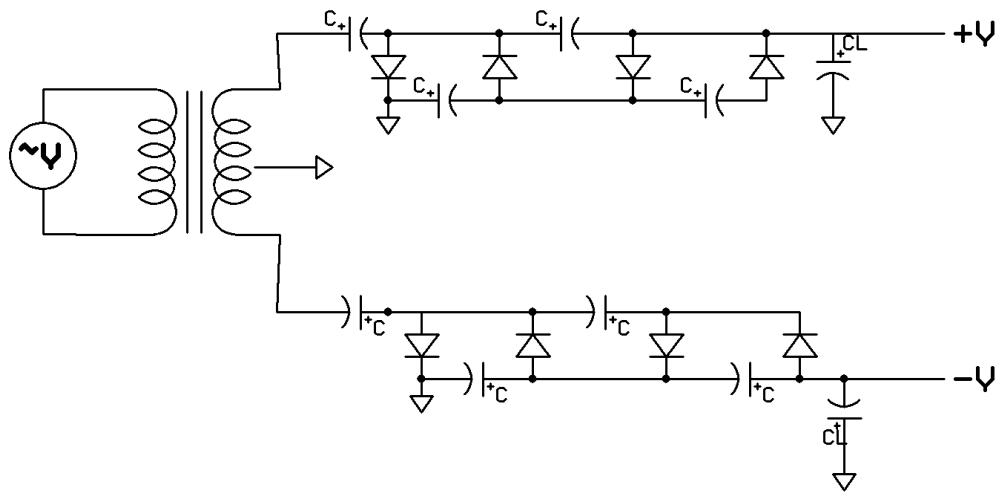 C+ C+ +V
+CL
C+ C+
~V
+C +C
+C +C -V
CL+